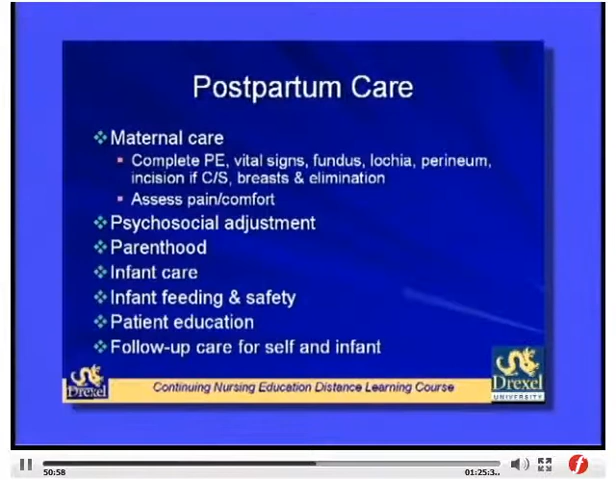 Postpartum Care
Maternal care
Complete PE, vital signs, fundus, lochia, perineum,
incision if C/S, breasts & elimination
Assess pain/comfort
Psychosocial adjustment
Parenthood
Infant care
Infant feeding & safety
Patient education
Follow-up care for self and infant
Drexel
Continuing Nursing Education Distance Learning Course
Drexel
UNIVERSITY
50:58
01:25:3..